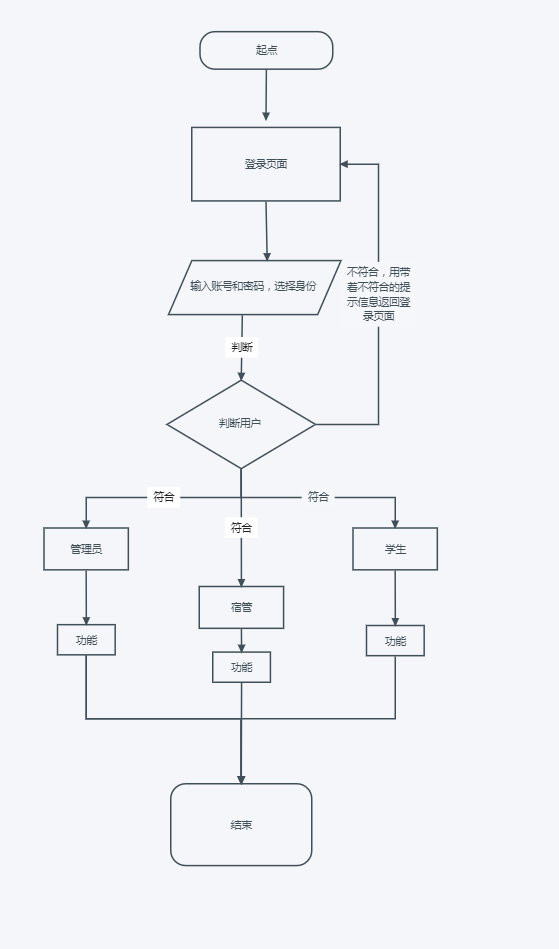 起点
登录页面
输入账号和密码，选择身份
不符合，用带
着不符合的提
示信息返回登
录页面
判断
判断用户
符合
符合
符合
管理员
学生
宿管
功能
功能
功能
结束